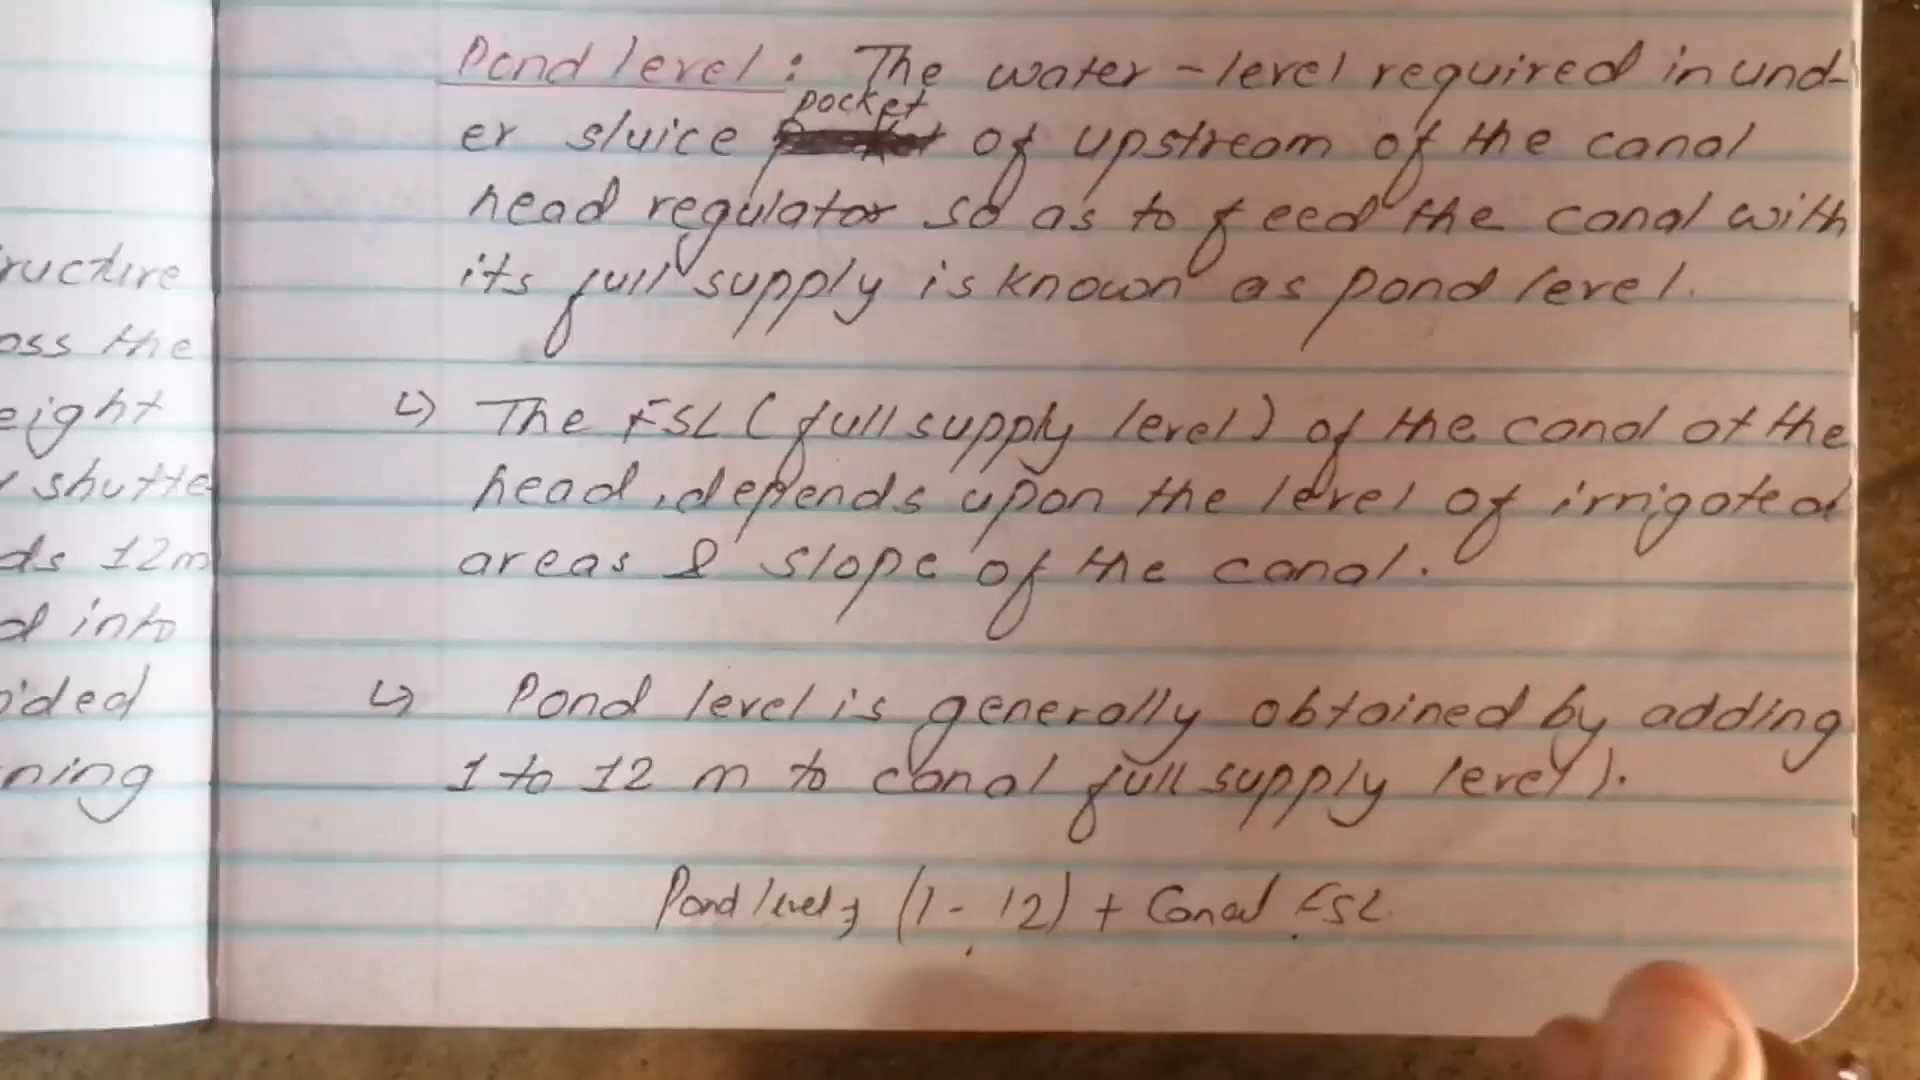 ructure
oss the
eight
shutte
ds 12m
d into
ided
ning
Pond level : The water-level required in und-
er sluice pocket of upstream of the canal
head regulator so as to feed the canal with
its full supply is known as pond level.
↳ The FSL (full supply level) of the canal at the
head, depends upon the level of irrigated
areas & slope of the canal.
↳ Pond level is generally obtained by adding
1 to 12 m to canal full supply level).
Pond level = (1 - 12) + Canal FSL